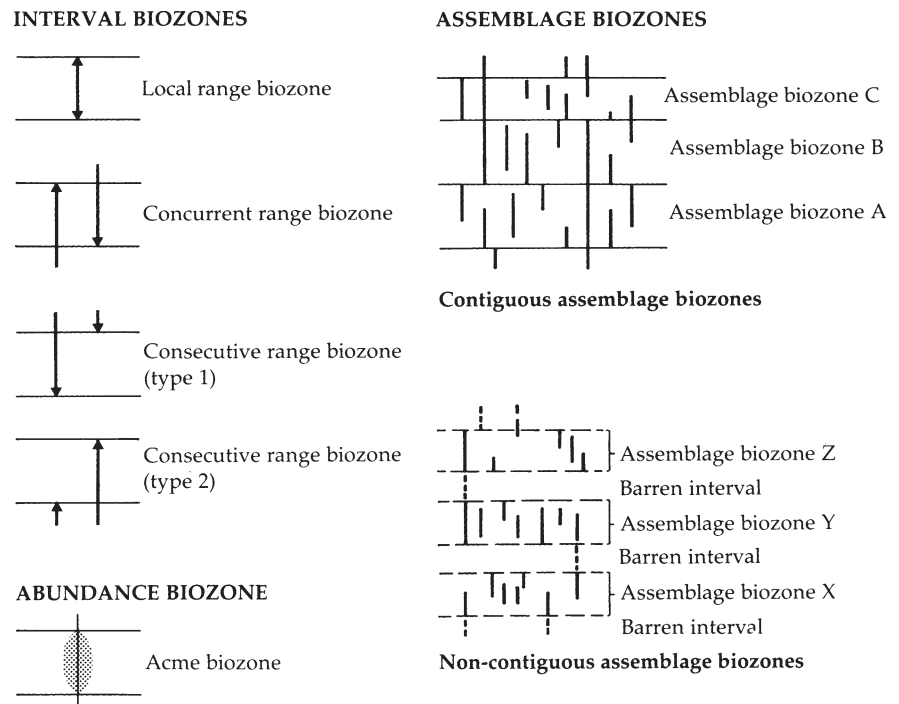 INTERVAL BIOZONES
Local range biozone
Concurrent range biozone
Consecutive range biozone
(type 1)
Consecutive range biozone
(type 2)
ABUNDANCE BIOZONE
Acme biozone
ASSEMBLAGE BIOZONES
Assemblage biozone C
Assemblage biozone B
Assemblage biozone A
Contiguous assemblage biozones
Assemblage biozone Z
Barren interval
Assemblage biozone Y
Barren interval
Assemblage biozone X
Barren interval
Non-contiguous assemblage biozones